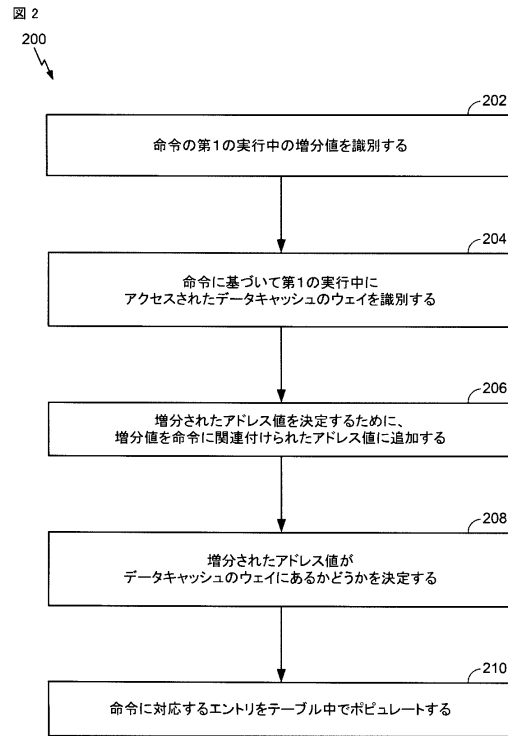 図2
200
202
命令の第1の実行中の増分値を識別する
204
命令に基づいて第1の実行中に
アクセスされたデータキャッシュのウェイを識別する
206
増分されたアドレス値を決定するために、
増分値を命令に関連付けられたアドレス値に追加する
208
増分されたアドレス値が
データキャッシュのウェイにあるかどうかを決定する
210
命令に対応するエントリをテーブル中でポピュレートする